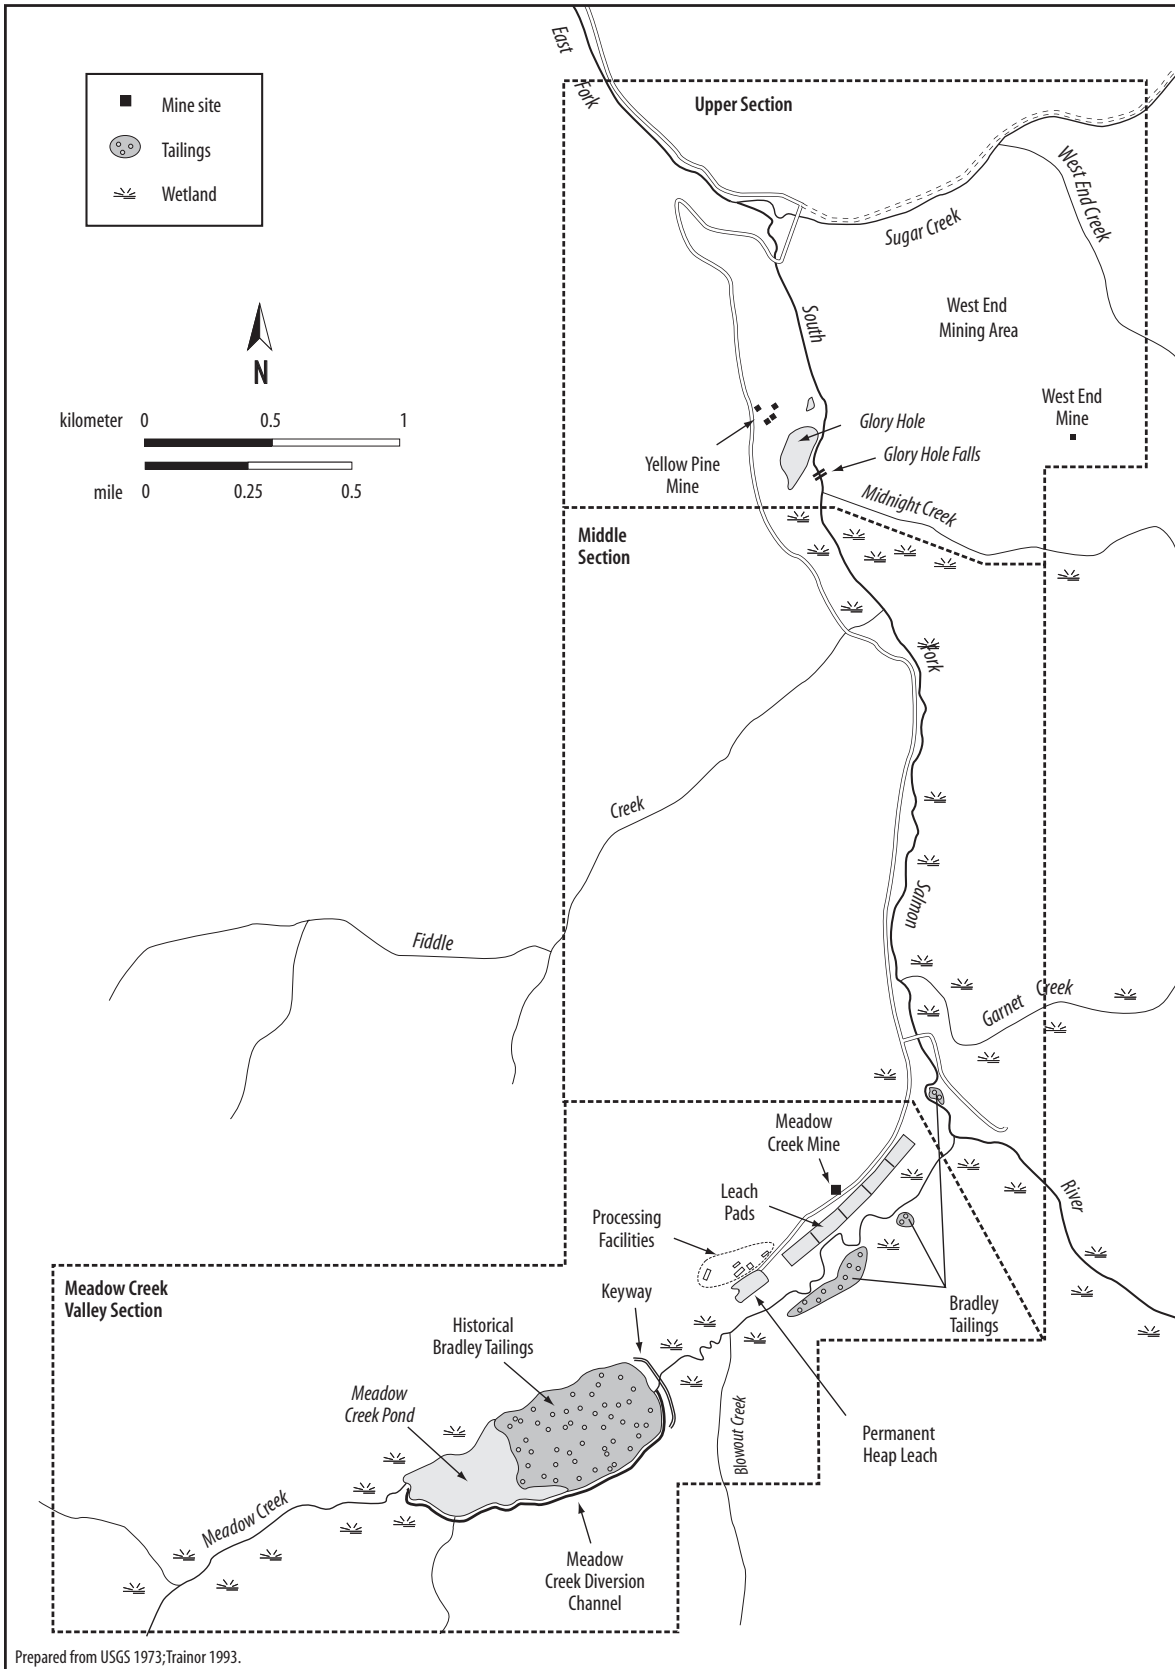 East
Fork
Upper Section
Mine site
Tailings
Wetland
West End Creek
Sugar Creek
N
kilometer 0 0.5 1
mile 0 0.25 0.5
South
West End
Mining Area
West End
Mine
Glory Hole
Glory Hole Falls
Yellow Pine
Mine
Midnight Creek
Middle
Section
Fork
Creek
Fiddle
Salmon
Garnet Creek
Meadow
Creek Mine
Leach
Pads
River
Processing
Facilities
Meadow Creek
Valley Section
Keyway
Bradley
Tailings
Historical
Bradley Tailings
Meadow
Creek Pond
Blowout Creek
Permanent
Heap Leach
Meadow Creek
Meadow
Creek Diversion
Channel
Prepared from USGS 1973;Trainor 1993.